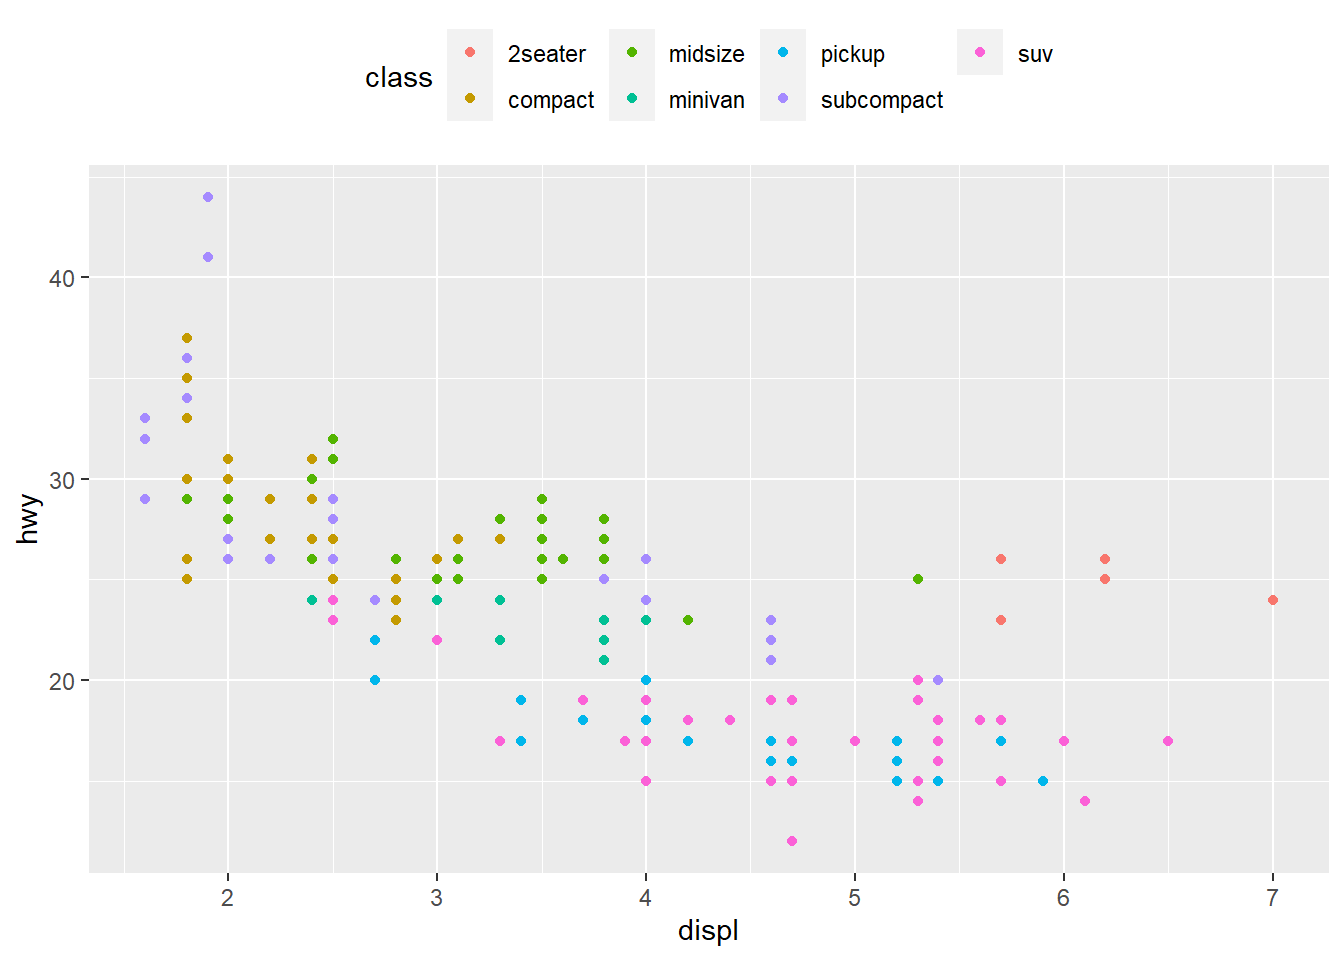 class
2seater midsize pickup suv
compact minivan subcompact
40
30
20
hwy
2 3 4 5 6 7
displ